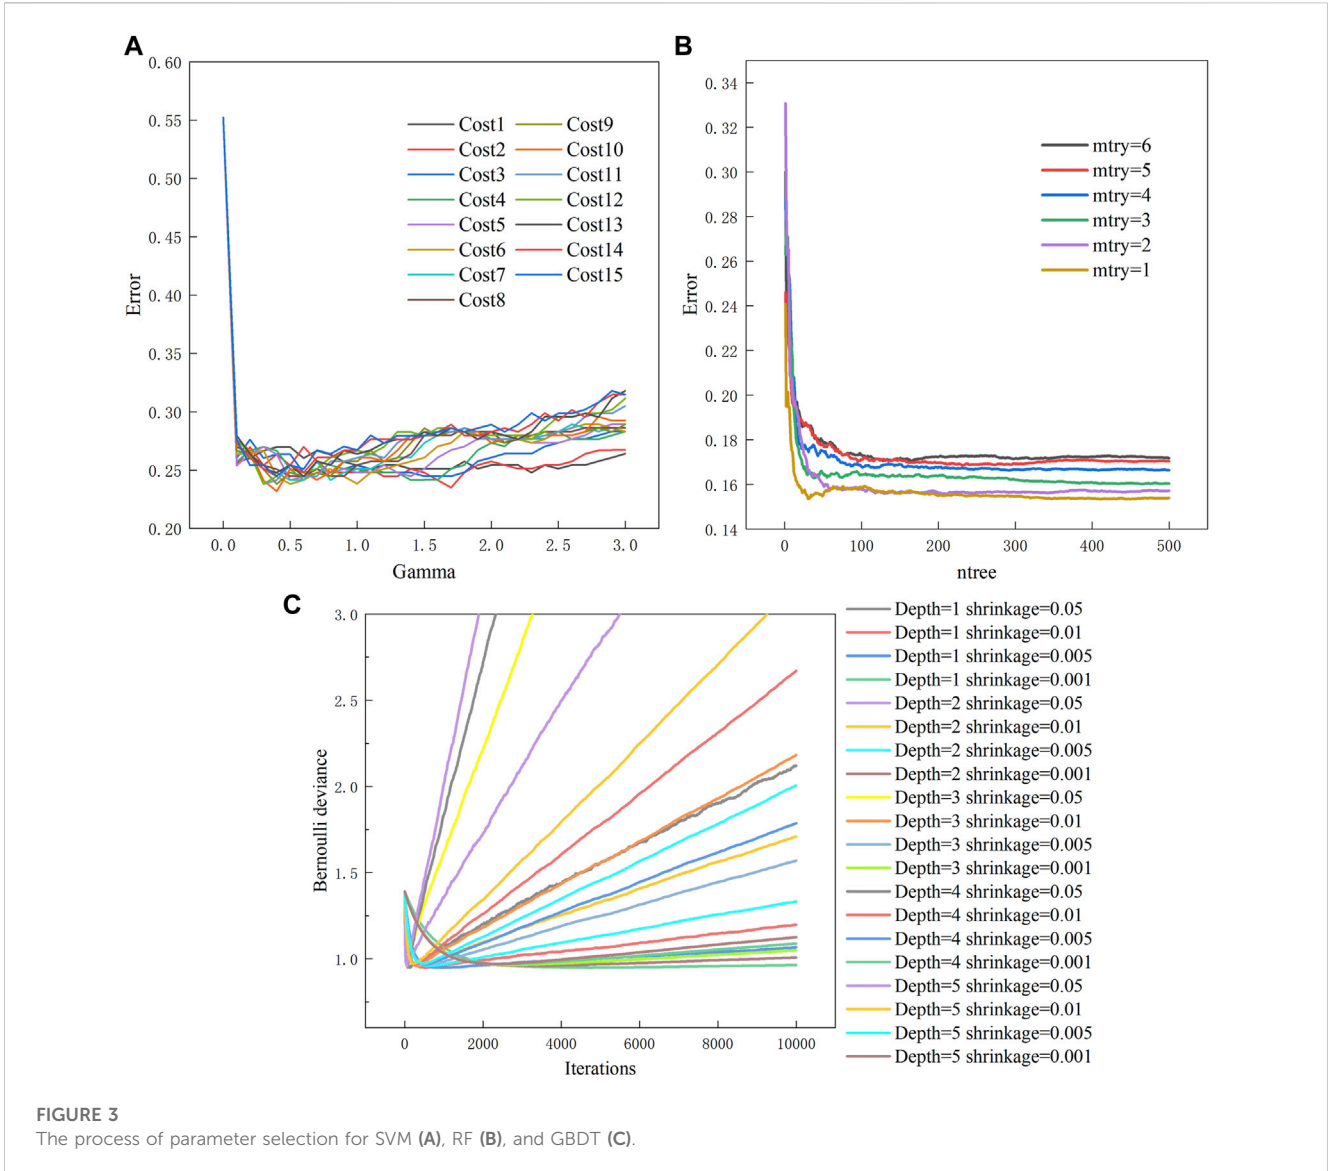 A
0.60
0.55
0.50
0.45
0.40
0.35
0.30
0.25
0.20
Error
Cost1
Cost2
Cost3
Cost4
Cost5
Cost6
Cost7
Cost8
Cost9
Cost10
Cost11
Cost12
Cost13
Cost14
Cost15
0.0 0.5 1.0 1.5 2.0 2.5 3.0
Gamma
B
0.34
0.32
0.30
0.28
0.26
0.24
0.22
0.20
0.18
0.16
0.14
Error
mtry=6
mtry=5
mtry=4
mtry=3
mtry=2
mtry=1
0 100 200 300 400 500
ntree
C
3.0
2.5
2.0
1.5
1.0
Bernoulli deviance
0 2000 4000 6000 8000 10000
Iterations
Depth=1 shrinkage=0.05
Depth=1 shrinkage=0.01
Depth=1 shrinkage=0.005
Depth=1 shrinkage=0.001
Depth=2 shrinkage=0.05
Depth=2 shrinkage=0.01
Depth=2 shrinkage=0.005
Depth=2 shrinkage=0.001
Depth=3 shrinkage=0.05
Depth=3 shrinkage=0.01
Depth=3 shrinkage=0.005
Depth=3 shrinkage=0.001
Depth=4 shrinkage=0.05
Depth=4 shrinkage=0.01
Depth=4 shrinkage=0.005
Depth=4 shrinkage=0.001
Depth=5 shrinkage=0.05
Depth=5 shrinkage=0.01
Depth=5 shrinkage=0.005
Depth=5 shrinkage=0.001
FIGURE 3
The process of parameter selection for SVM (A), RF (B), and GBDT (C).